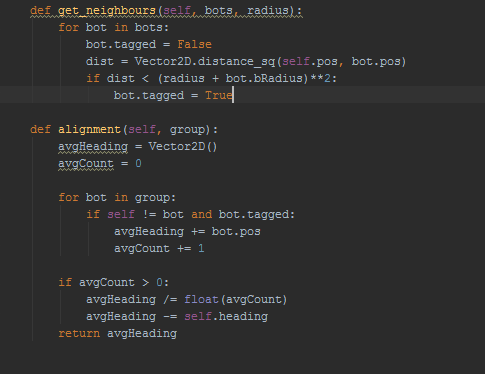 def get_neighbours(self, bots, radius):
    for bot in bots:
        bot.tagged = False
        dist = Vector2D.distance_sq(self.pos, bot.pos)
        if dist < (radius + bot.bRadius)**2:
            bot.tagged = True
def alignment(self, group):
    avgHeading = Vector2D()
    avgCount = 0
    for bot in group:
        if self != bot and bot.tagged:
            avgHeading += bot.pos
            avgCount += 1
    if avgCount > 0:
        avgHeading /= float(avgCount)
        avgHeading -= self.heading
    return avgHeading